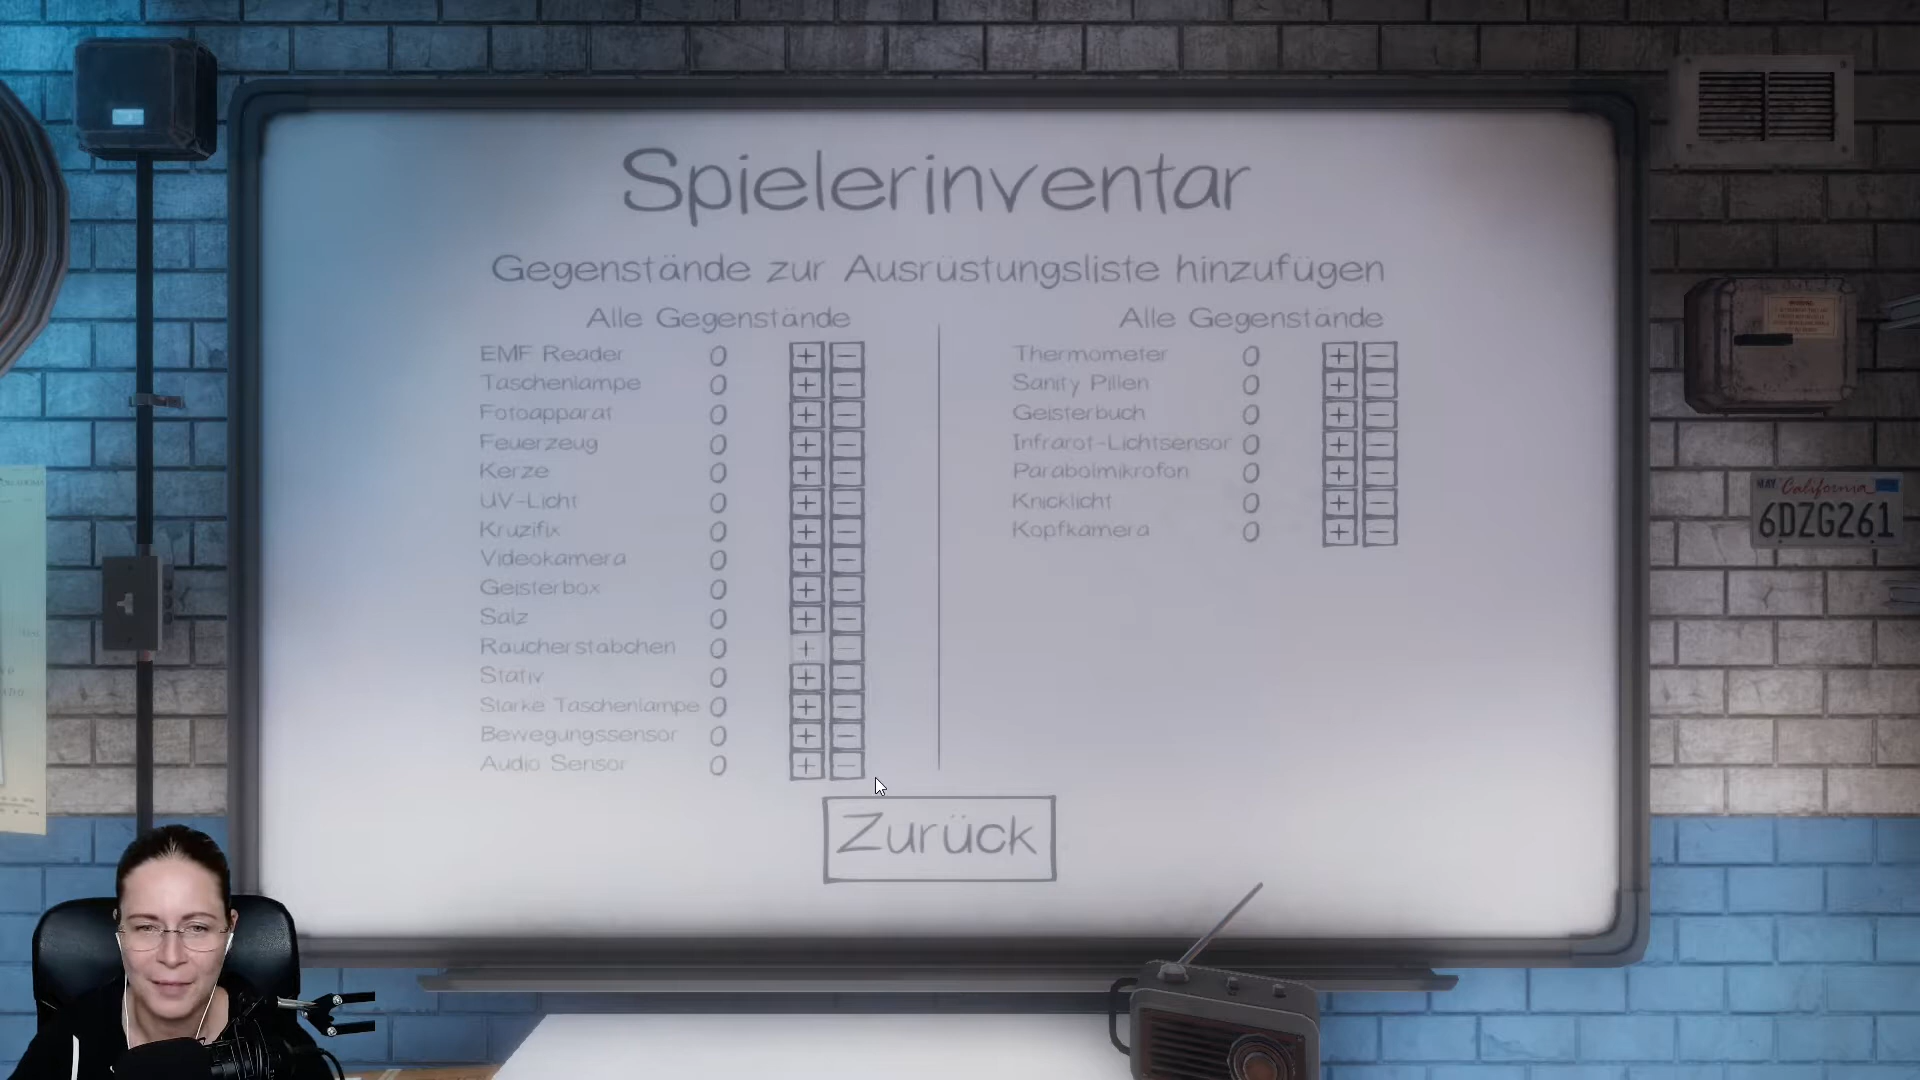 Spielerinventar
Gegenstände zur Ausrüstungsliste hinzufügen
Alle Gegenstände
EMF Reader 0 + −
Taschenlampe 0 + −
Fotoapparat 0 + −
Feuerzeug 0 + −
Kerze 0 + −
UV-Licht 0 + −
Kruzifix 0 + −
Videokamera 0 + −
Geisterbox 0 + −
Salz 0 + −
Räucherstäbchen 0 + −
Stativ 0 + −
Starke Taschenlampe 0 + −
Bewegungssensor 0 + −
Audio Sensor 0 + −
Alle Gegenstände
Thermometer 0 + −
Sanity Pillen 0 + −
Geisterbuch 0 + −
Infrarot-Lichtsensor 0 + −
Parabolmikrofon 0 + −
Knicklicht 0 + −
Kopfkamera 0 + −
Zurück
MAY California
6DZG261